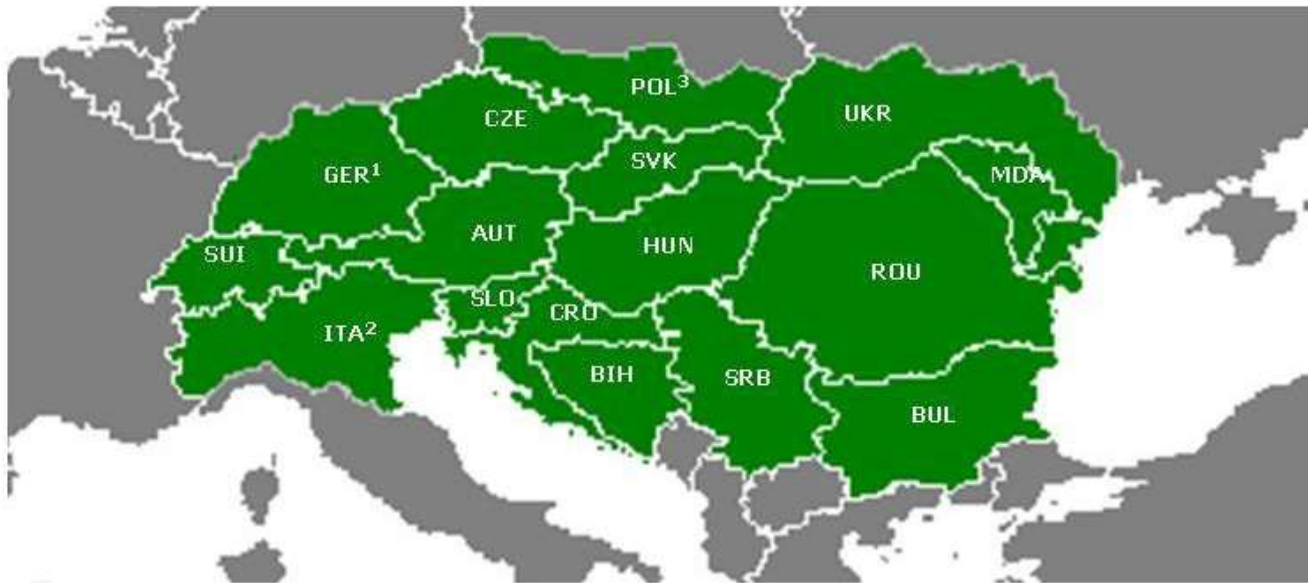 POL³
UKR
CZE
SVK
GER¹
MDA
AUT
HUN
SUI
ROU
SLO
CRO
ITA²
BIH
SRB
BUL